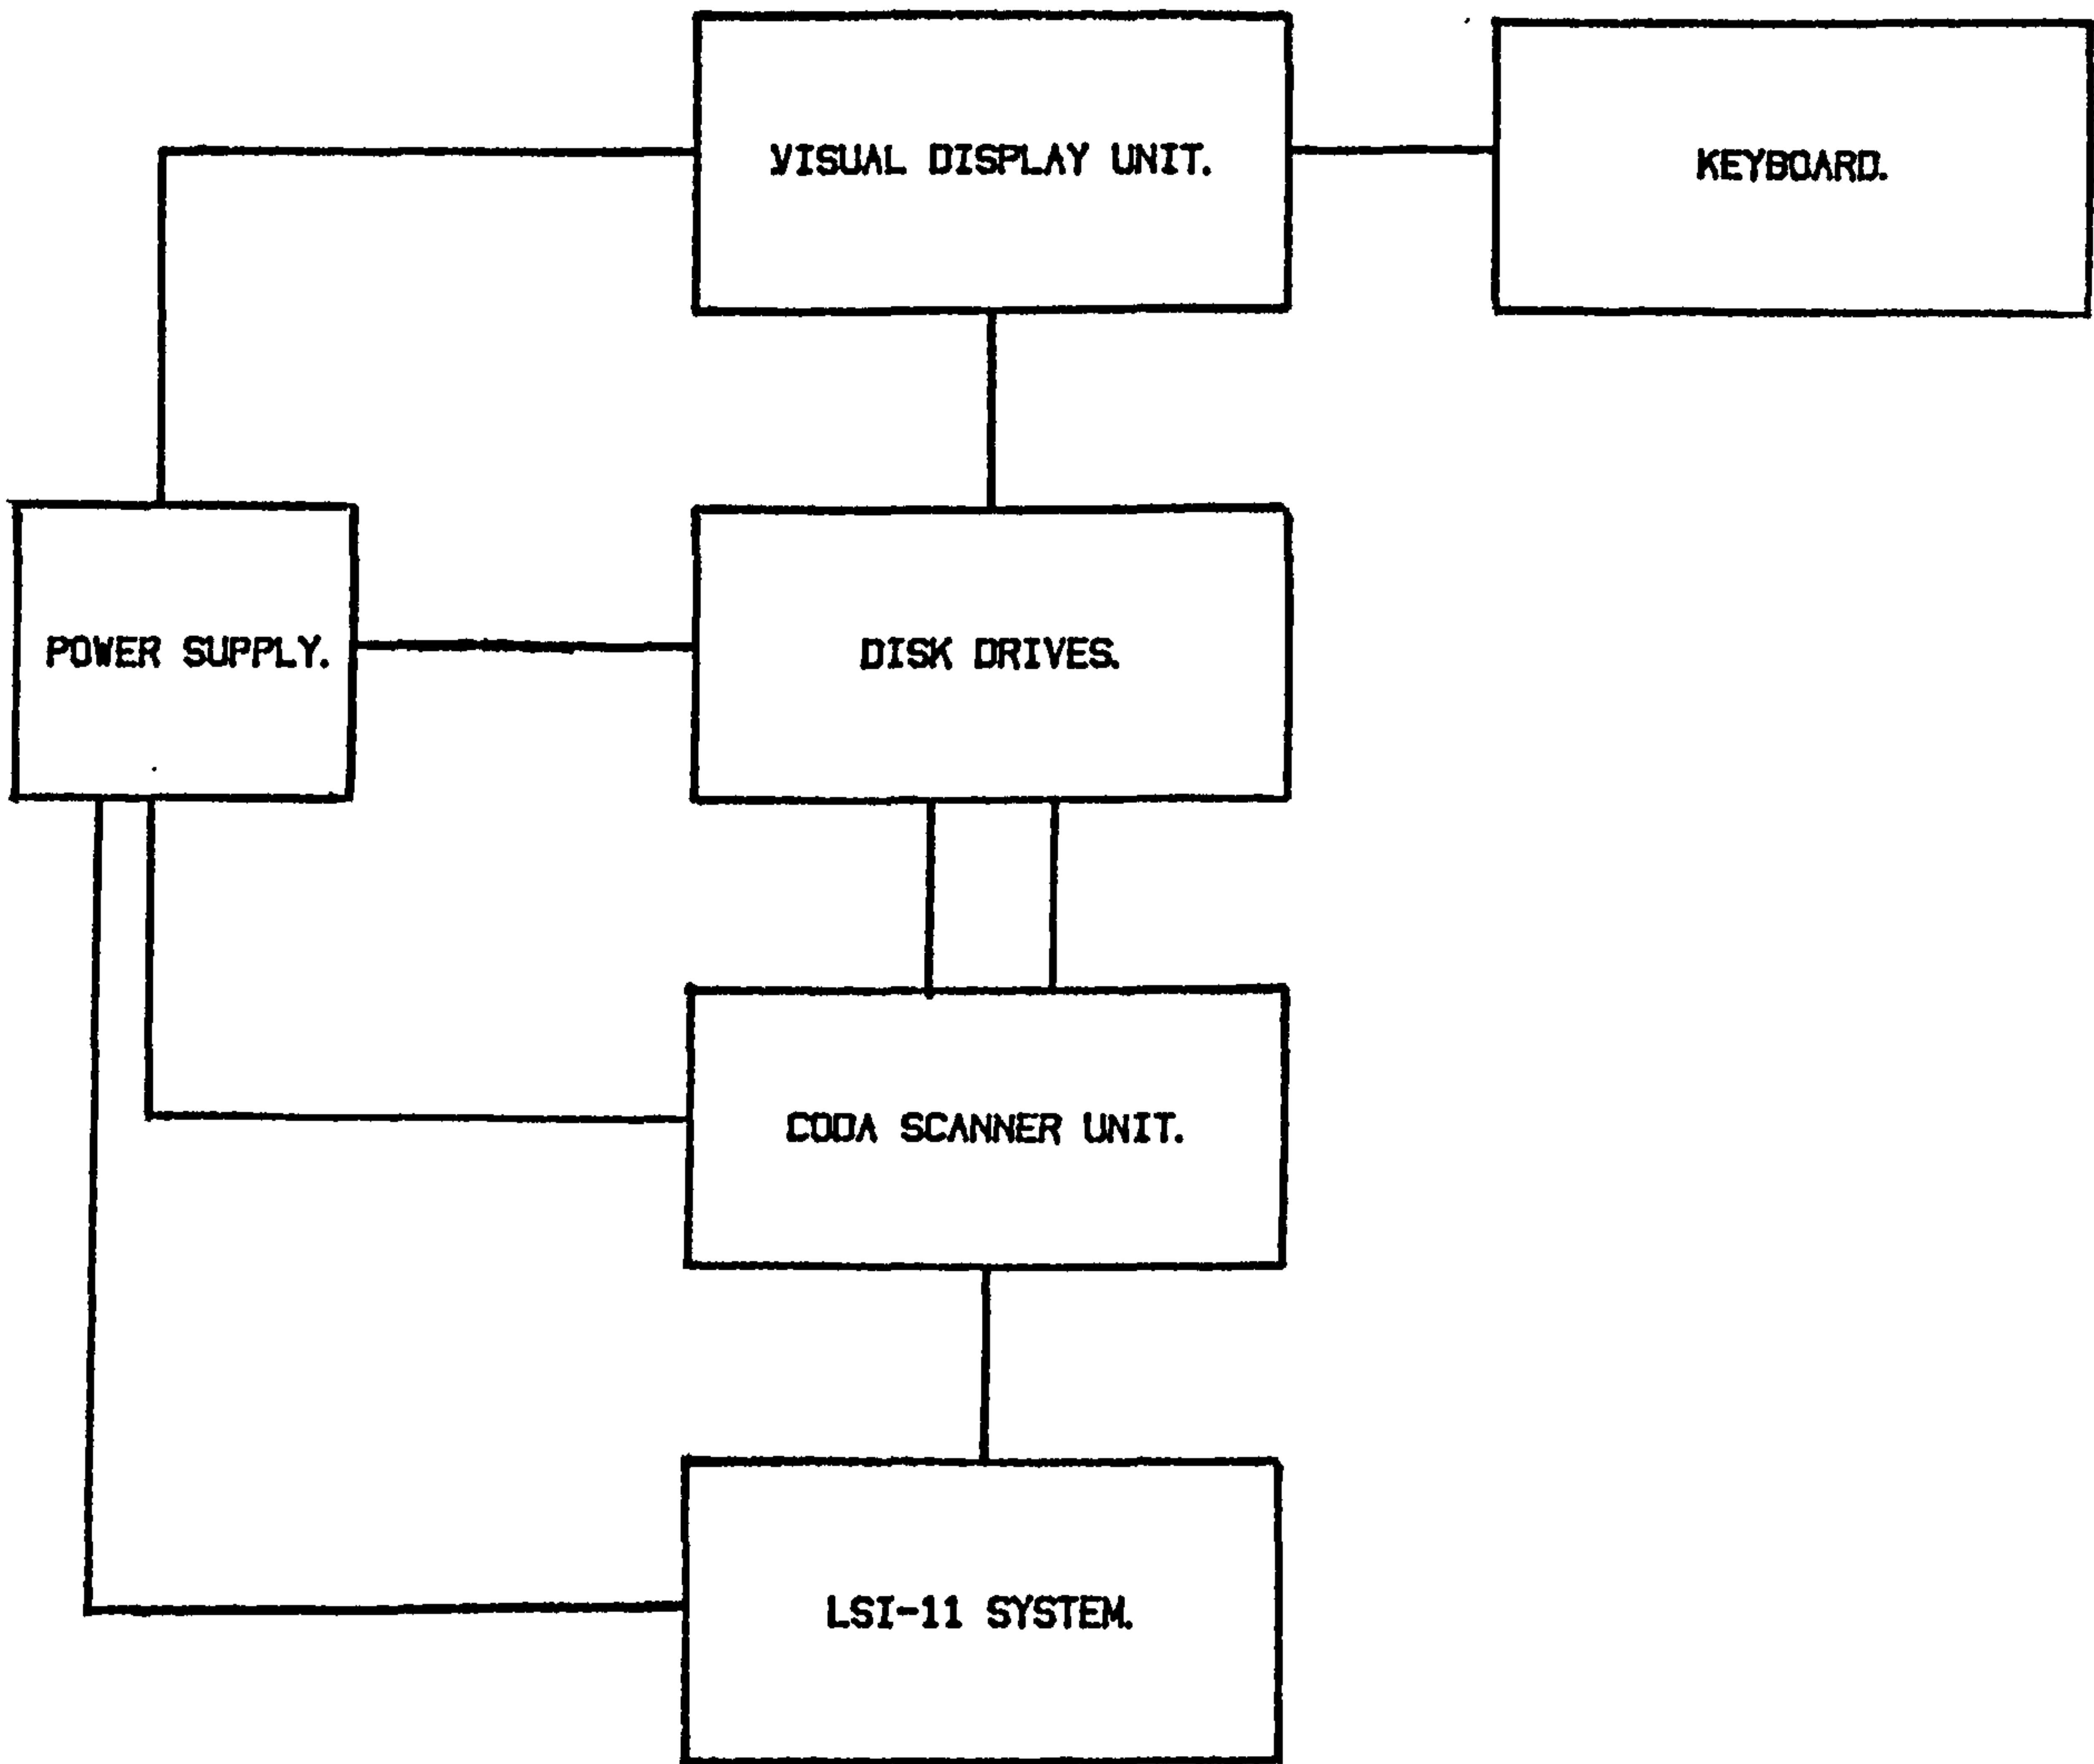 VISUAL DISPLAY UNIT.
KEYBOARD.
POWER SUPPLY.
DISK DRIVES.
CODA SCANNER UNIT.
LSI-11 SYSTEM.